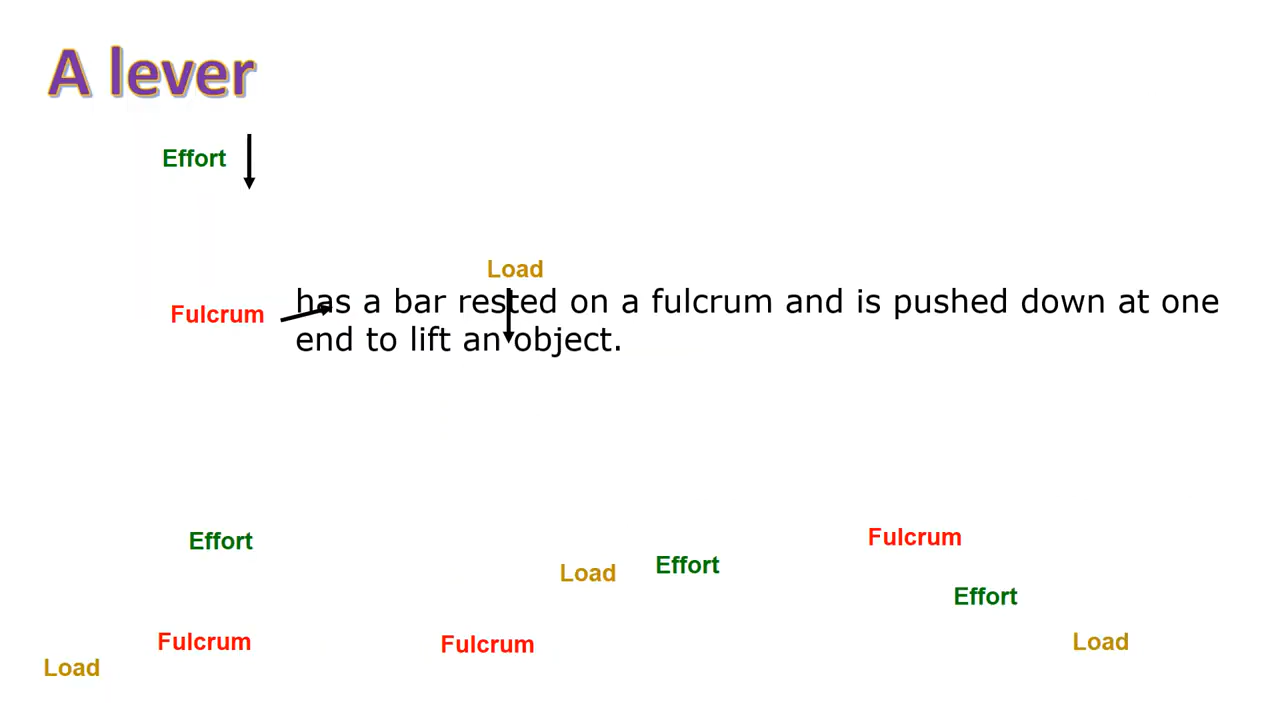 A lever
Effort
Load
Fulcrum
has a bar rested on a fulcrum and is pushed down at one
end to lift an object.
Effort
Load
Effort
Fulcrum
Effort
Fulcrum
Fulcrum
Load
Load